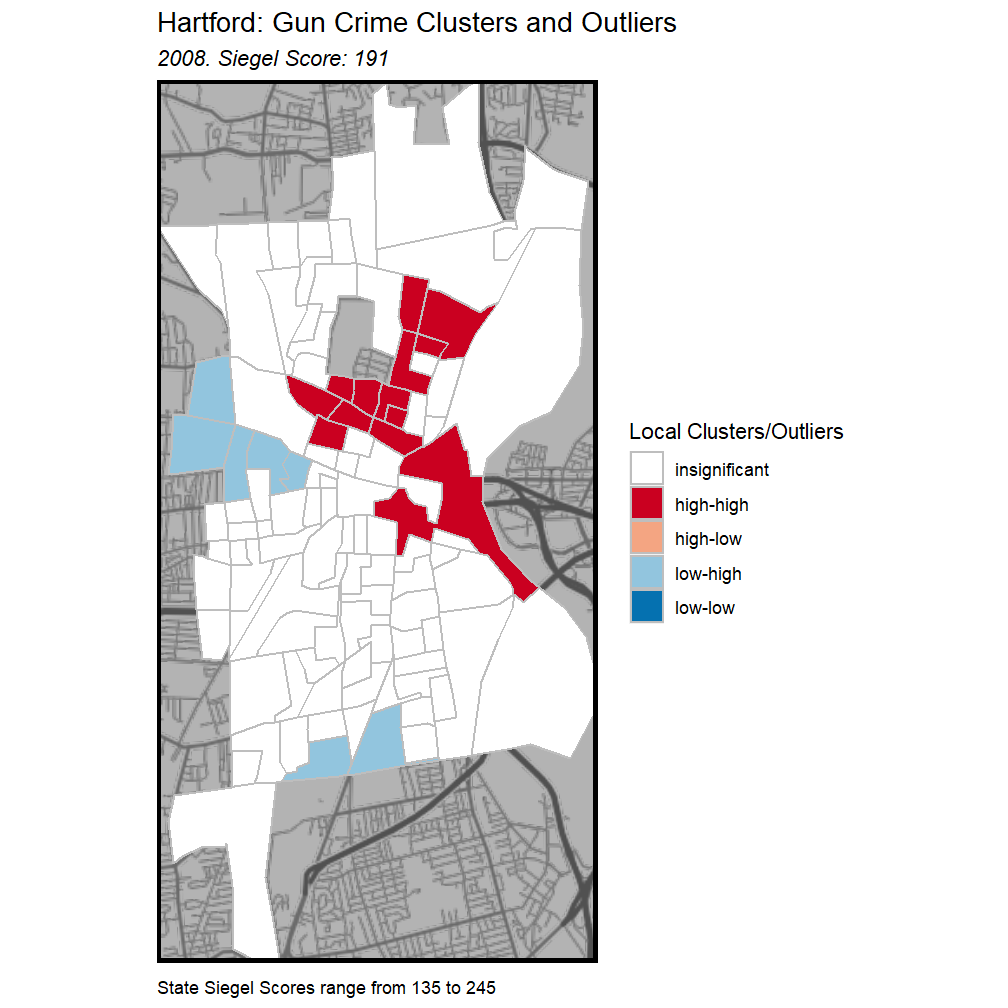 Hartford: Gun Crime Clusters and Outliers
2008. Siegel Score: 191
Local Clusters/Outliers
insignificant
high-high
high-low
low-high
low-low
State Siegel Scores range from 135 to 245